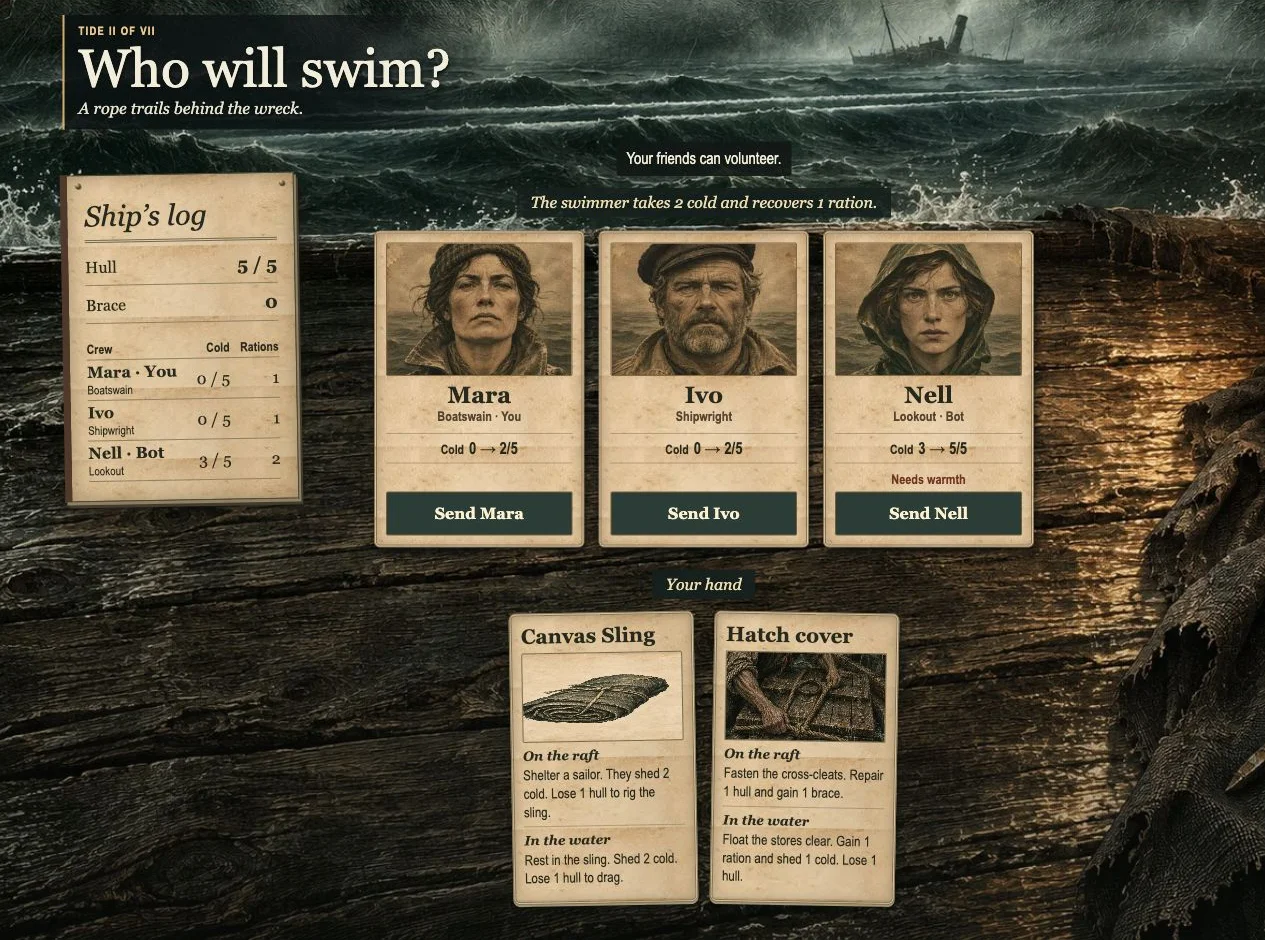 TIDE II OF VII
Who will swim?
A rope trails behind the wreck.
Your friends can volunteer.
The swimmer takes 2 cold and recovers 1 ration.
Ship's log
Hull 5 / 5
Brace 0
Crew Cold Rations
Mara · You 0 / 5 1
Boatswain
Ivo 0 / 5 1
Shipwright
Nell · Bot 3 / 5 2
Lookout
Mara
Boatswain · You
Cold 0 → 2/5
Send Mara
Ivo
Shipwright
Cold 0 → 2/5
Send Ivo
Nell
Lookout · Bot
Cold 3 → 5/5
Needs warmth
Send Nell
Your hand
Canvas Sling
On the raft
Shelter a sailor. They shed 2
cold. Lose 1 hull to rig the
sling.
In the water
Rest in the sling. Shed 2 cold.
Lose 1 hull to drag.
Hatch cover
On the raft
Fasten the cross-cleats. Repair
1 hull and gain 1 brace.
In the water
Float the stores clear. Gain 1
ration and shed 1 cold. Lose 1
hull.